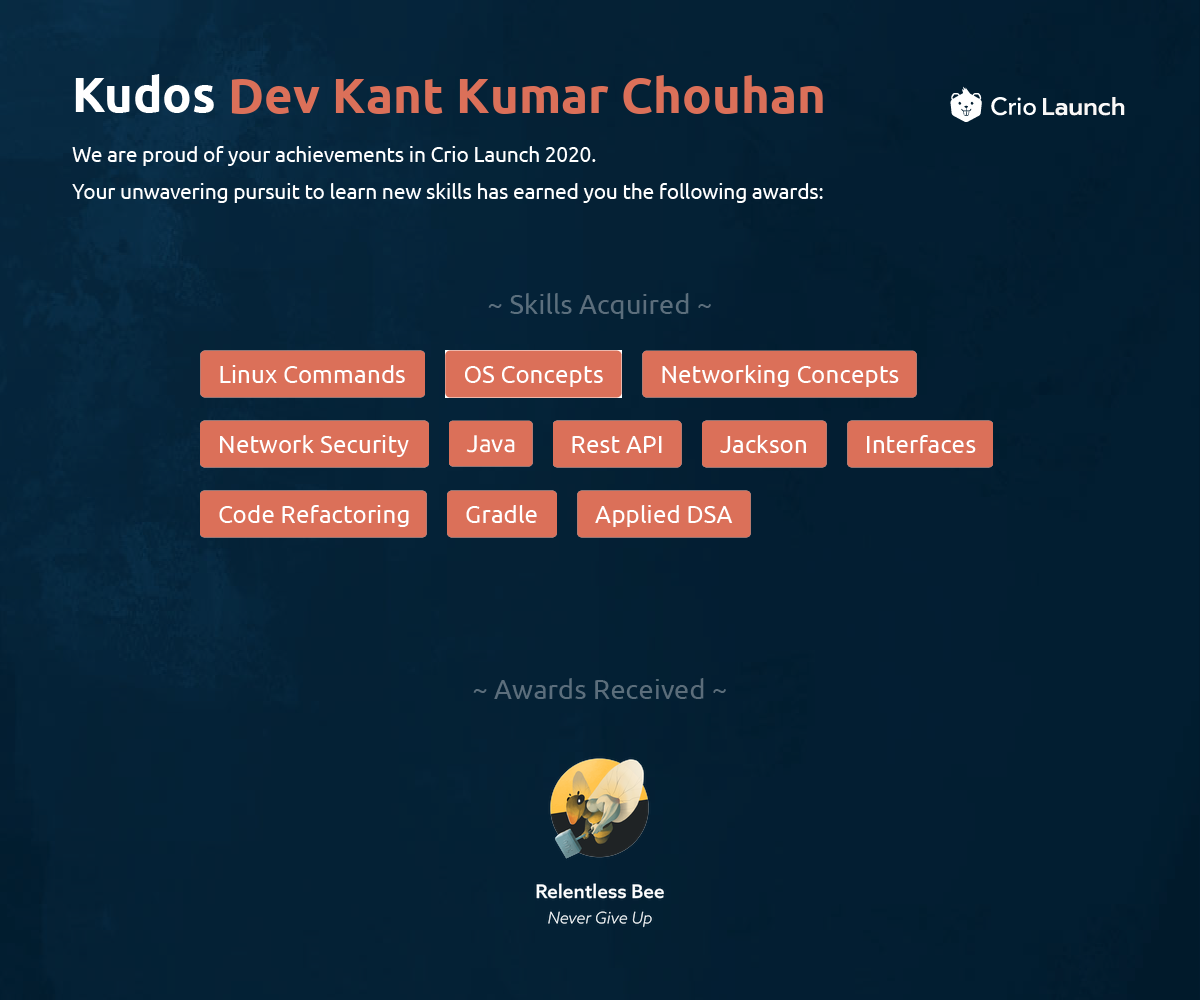 Kudos Dev Kant Kumar Chouhan
Crio Launch
We are proud of your achievements in Crio Launch 2020.
Your unwavering pursuit to learn new skills has earned you the following awards:
~ Skills Acquired ~
Linux Commands OS Concepts Networking Concepts
Network Security Java Rest API Jackson Interfaces
Code Refactoring Gradle Applied DSA
~ Awards Received ~
Relentless Bee
Never Give Up